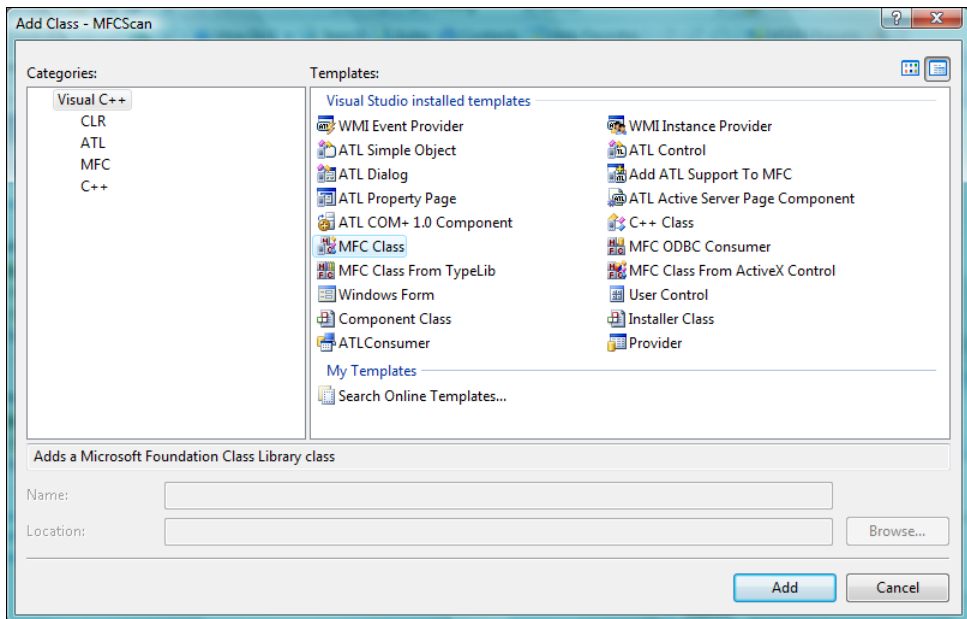 Add Class - MFCScan
Categories:
Templates:
Visual C++
CLR
ATL
MFC
C++
Visual Studio installed templates
WMI Event Provider
WMI Instance Provider
ATL Simple Object
ATL Control
ATL Dialog
Add ATL Support To MFC
ATL Property Page
ATL Active Server Page Component
ATL COM+ 1.0 Component
C++ Class
MFC Class
MFC ODBC Consumer
MFC Class From TypeLib
MFC Class From ActiveX Control
Windows Form
User Control
Component Class
Installer Class
ATLConsumer
Provider
My Templates
Search Online Templates...
Adds a Microsoft Foundation Class Library class
Name:
Location:
Browse...
Add
Cancel